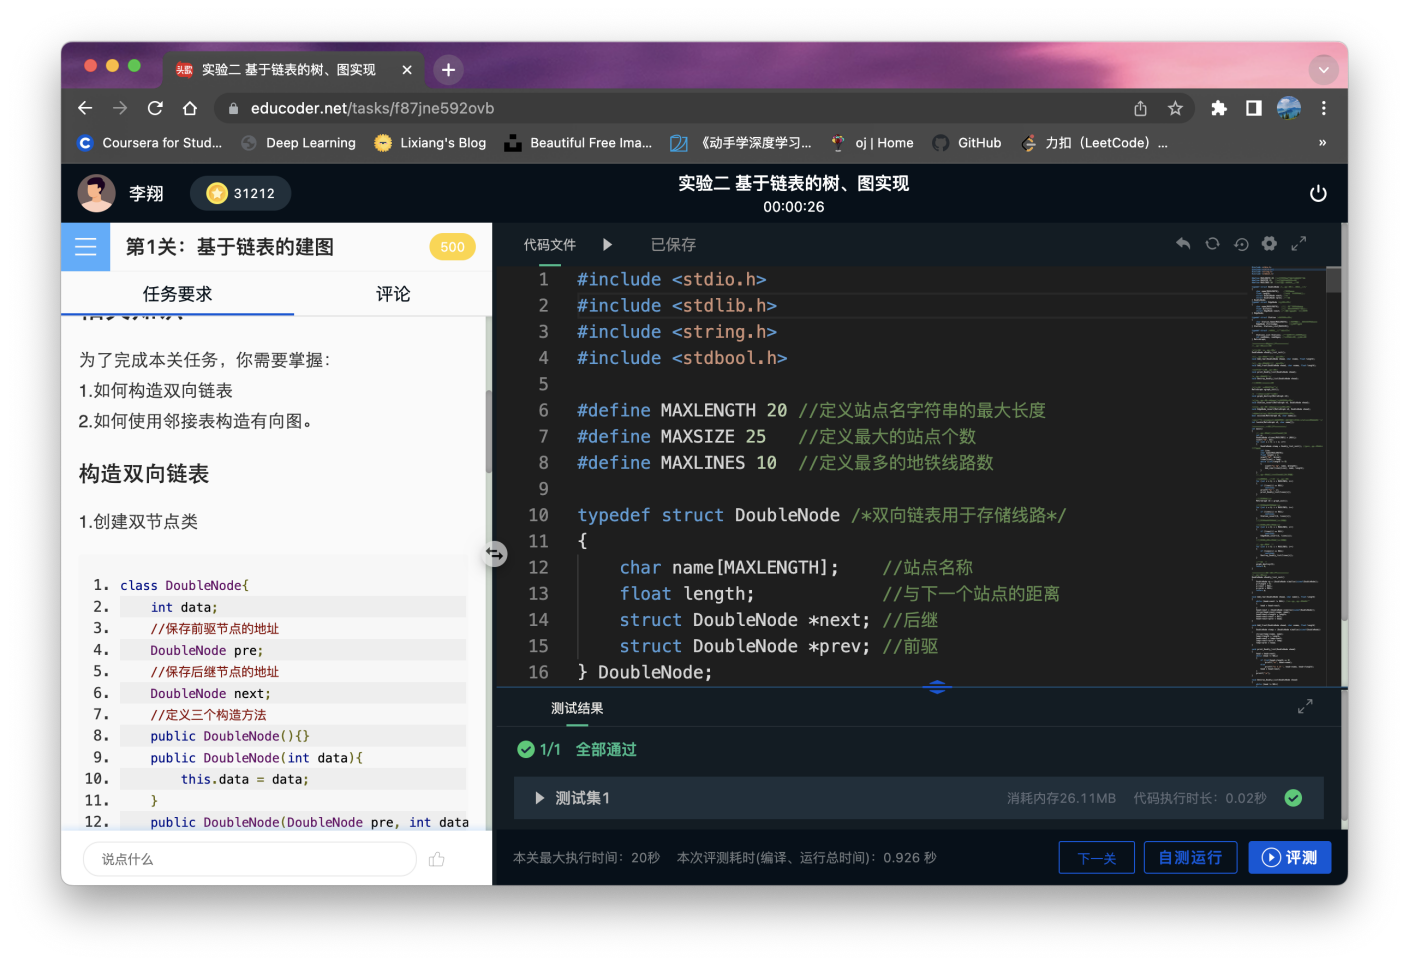 头歌 实验二 基于链表的树、图实现
educoder.net/tasks/f87jne592ovb
Coursera for Stud... Deep Learning Lixiang's Blog Beautiful Free Ima... 《动手学深度学习... oj | Home GitHub 力扣（LeetCode）... »
李翔 31212
实验二 基于链表的树、图实现
00:00:26
第1关：基于链表的建图 500
任务要求 评论
为了完成本关任务，你需要掌握：
1.如何构造双向链表
2.如何使用邻接表构造有向图。
构造双向链表
1.创建双节点类
1. class DoubleNode{
2. int data;
3. //保存前驱节点的地址
4. DoubleNode pre;
5. //保存后继节点的地址
6. DoubleNode next;
7. //定义三个构造方法
8. public DoubleNode(){}
9. public DoubleNode(int data){
10. this.data = data;
11. }
12. public DoubleNode(DoubleNode pre, int data
说点什么
代码文件 已保存
1 #include <stdio.h>
2 #include <stdlib.h>
3 #include <string.h>
4 #include <stdbool.h>
5
6 #define MAXLENGTH 20 //定义站点名字符串的最大长度
7 #define MAXSIZE 25 //定义最大的站点个数
8 #define MAXLINES 10 //定义最多的地铁线路数
9
10 typedef struct DoubleNode /*双向链表用于存储线路*/
11 {
12 char name[MAXLENGTH]; //站点名称
13 float length; //与下一个站点的距离
14 struct DoubleNode *next; //后继
15 struct DoubleNode *prev; //前驱
16 } DoubleNode;
测试结果
1/1 全部通过
测试集1 消耗内存26.11MB 代码执行时长：0.02秒
本关最大执行时间：20秒 本次评测耗时(编译、运行总时间)：0.926 秒 下一关 自测运行 评测